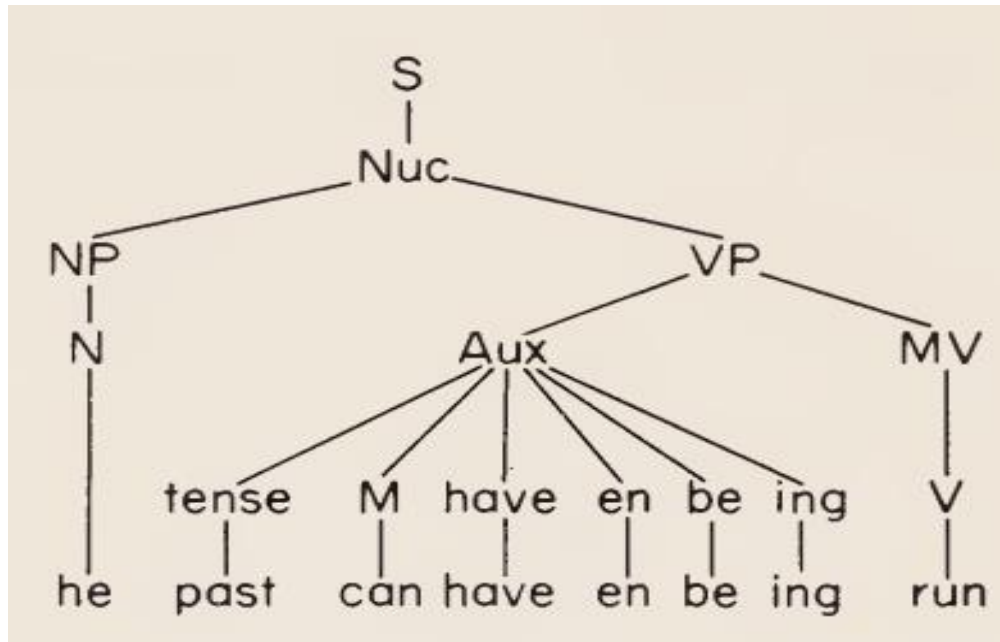 S
Nuc
NP VP
N Aux MV
tense M have en be ing V
he past can have en be ing run